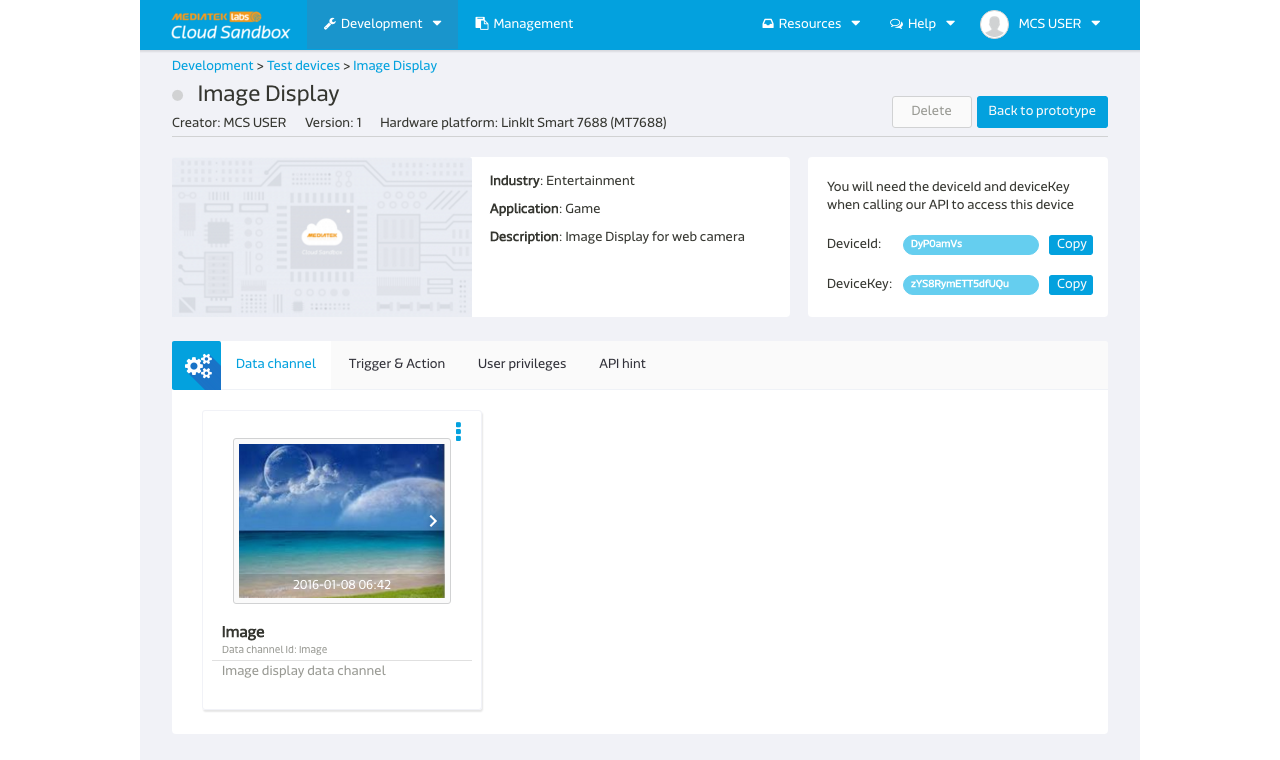 MEDIATEK labs
Cloud Sandbox
Development
Management
Resources
Help
MCS USER
Development > Test devices > Image Display
Image Display
Creator: MCS USER Version: 1 Hardware platform: LinkIt Smart 7688 (MT7688)
Delete
Back to prototype
MEDIATEK
Cloud Sandbox
Industry: Entertainment
Application: Game
Description: Image Display for web camera
You will need the deviceId and deviceKey
when calling our API to access this device
DeviceId: DyP0amVs Copy
DeviceKey: zYS8RymETT5dfUQu Copy
Data channel
Trigger & Action
User privileges
API hint
2016-01-08 06:42
Image
Data channel Id: Image
Image display data channel